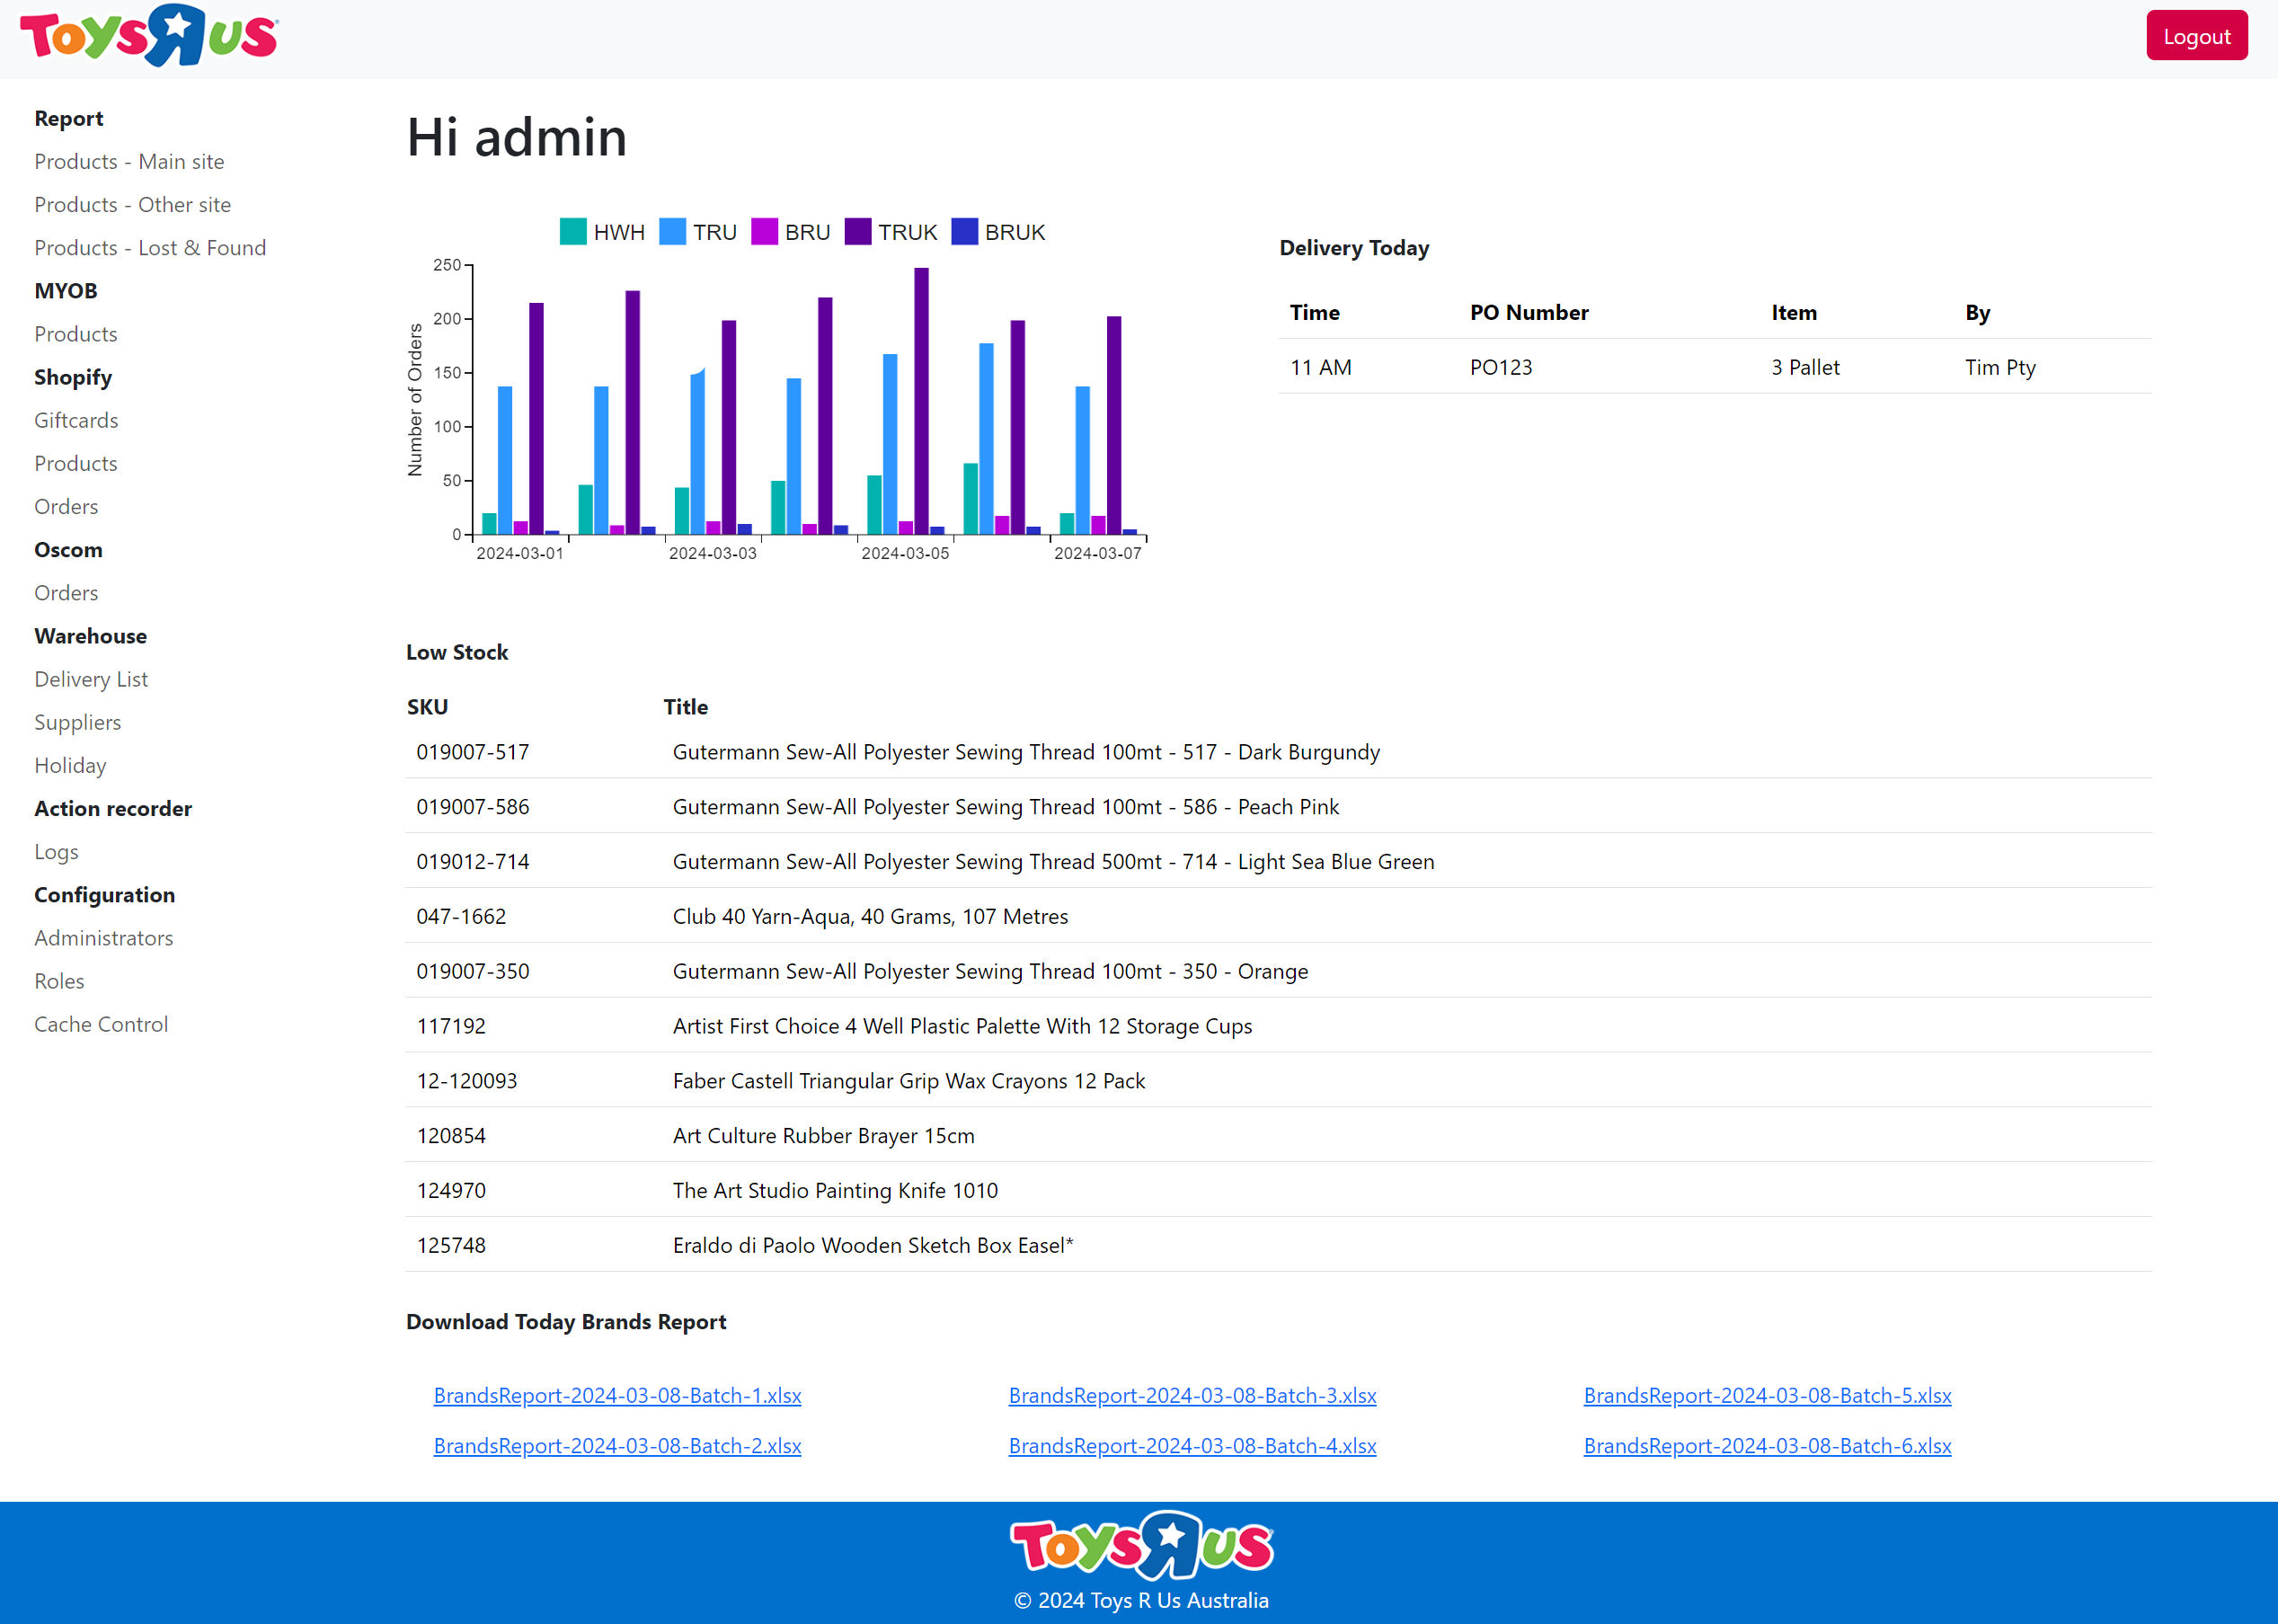 Toys R Us
Logout
Report
Products - Main site
Products - Other site
Products - Lost & Found
MYOB
Products
Shopify
Giftcards
Products
Orders
Oscom
Orders
Warehouse
Delivery List
Suppliers
Holiday
Action recorder
Logs
Configuration
Administrators
Roles
Cache Control
Hi admin
HWH TRU BRU TRUK BRUK
Number of Orders
250
200
150
100
50
0
2024-03-01 2024-03-03 2024-03-05 2024-03-07
Delivery Today
Time PO Number Item By
11 AM PO123 3 Pallet Tim Pty
Low Stock
SKU Title
019007-517 Gutermann Sew-All Polyester Sewing Thread 100mt - 517 - Dark Burgundy
019007-586 Gutermann Sew-All Polyester Sewing Thread 100mt - 586 - Peach Pink
019012-714 Gutermann Sew-All Polyester Sewing Thread 500mt - 714 - Light Sea Blue Green
047-1662 Club 40 Yarn-Aqua, 40 Grams, 107 Metres
019007-350 Gutermann Sew-All Polyester Sewing Thread 100mt - 350 - Orange
117192 Artist First Choice 4 Well Plastic Palette With 12 Storage Cups
12-120093 Faber Castell Triangular Grip Wax Crayons 12 Pack
120854 Art Culture Rubber Brayer 15cm
124970 The Art Studio Painting Knife 1010
125748 Eraldo di Paolo Wooden Sketch Box Easel*
Download Today Brands Report
BrandsReport-2024-03-08-Batch-1.xlsx BrandsReport-2024-03-08-Batch-3.xlsx BrandsReport-2024-03-08-Batch-5.xlsx
BrandsReport-2024-03-08-Batch-2.xlsx BrandsReport-2024-03-08-Batch-4.xlsx BrandsReport-2024-03-08-Batch-6.xlsx
Toys R Us
© 2024 Toys R Us Australia